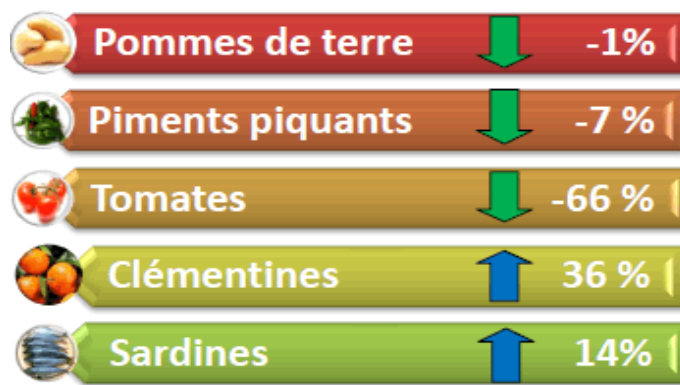 Pommes de terre -1%
Piments piquants -7 %
Tomates -66 %
Clémentines 36 %
Sardines 14%